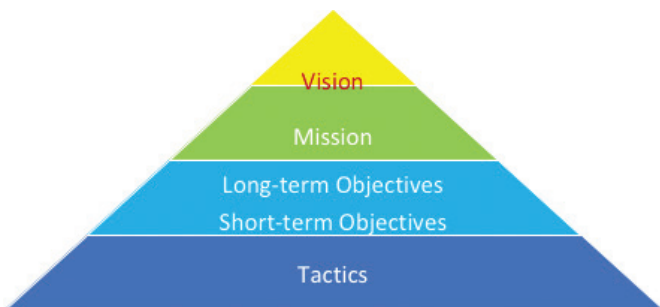 Vision
Mission
Long-term Objectives
Short-term Objectives
Tactics